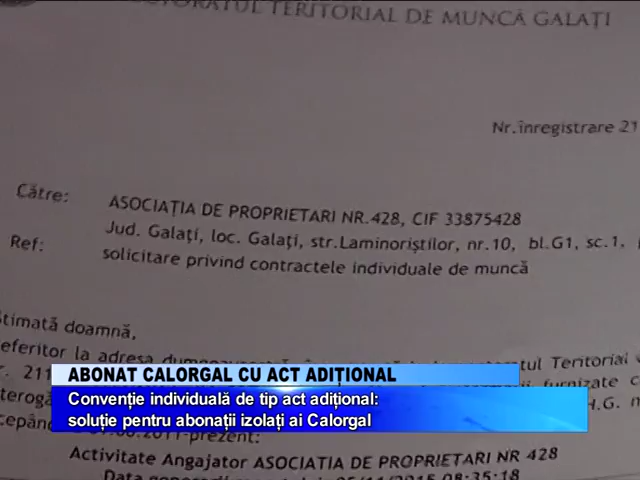 TERITORIAL DE MUNCĂ GALAȚI
Nr.înregistrare 21
Către:
ASOCIAȚIA DE PROPRIETARI NR.428, CIF 33875428
Jud. Galați, loc. Galați, str.Laminoriștilor, nr.10, bl.G1, sc.1,
Ref:
solicitare privind contractele individuale de muncă
Stimată doamnă,
Referitor la adresa
Teritorial
furnizate
H.G.
-prezent:
ABONAT CALORGAL CU ACT ADIȚIONAL
Convenție individuală de tip act adițional:
soluție pentru abonații izolați ai Calorgal
Activitate Angajator ASOCIATIA DE PROPRIETARI NR 428